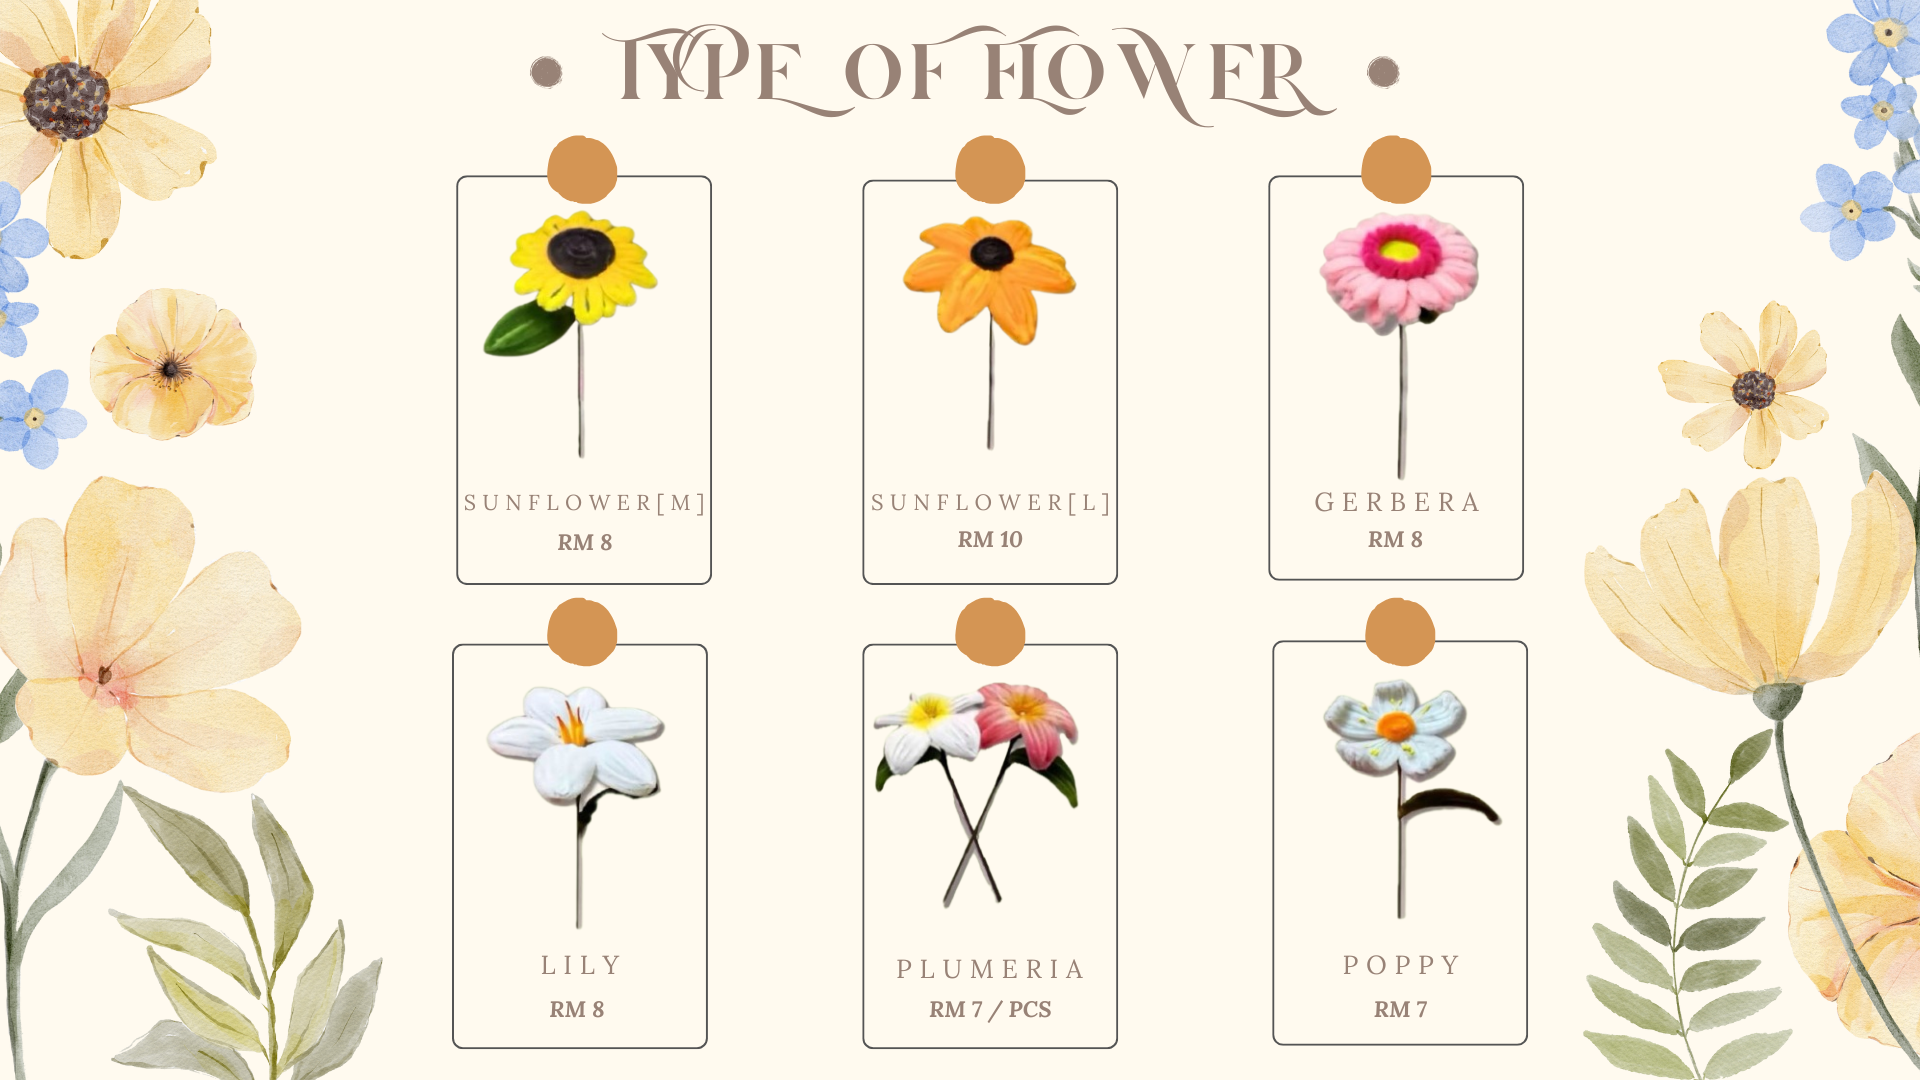 TYPE OF FLOWER
SUNFLOWER[M]
RM 8
SUNFLOWER[L]
RM 10
GERBERA
RM 8
LILY
RM 8
PLUMERIA
RM 7 / PCS
POPPY
RM 7